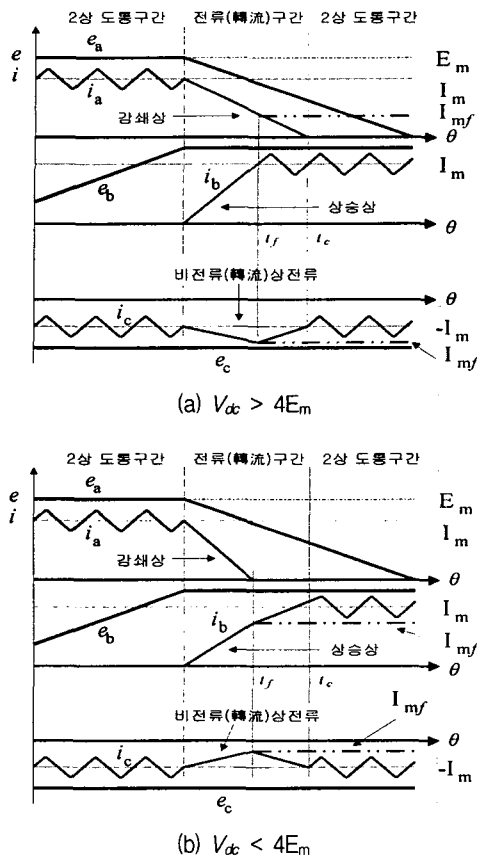 2상 도통구간 전류(轉流)구간 2상 도통구간
e
i
e_a
E_m
i_a
I_m
I_mf
감쇄상
θ
e_b
i_b
I_m
상승상
θ
t_f t_c
비전류(轉流)상전류
θ
i_c
-I_m
I_mf
e_c
(a) V_dc > 4E_m
2상 도통구간 전류(轉流)구간 2상 도통구간
e
i
e_a
E_m
i_a
I_m
감쇄상
θ
e_b
i_b
I_m
I_mf
상승상
t_f t_c
비전류(轉流)상전류
I_mf
θ
i_c
-I_m
e_c
(b) V_dc < 4E_m